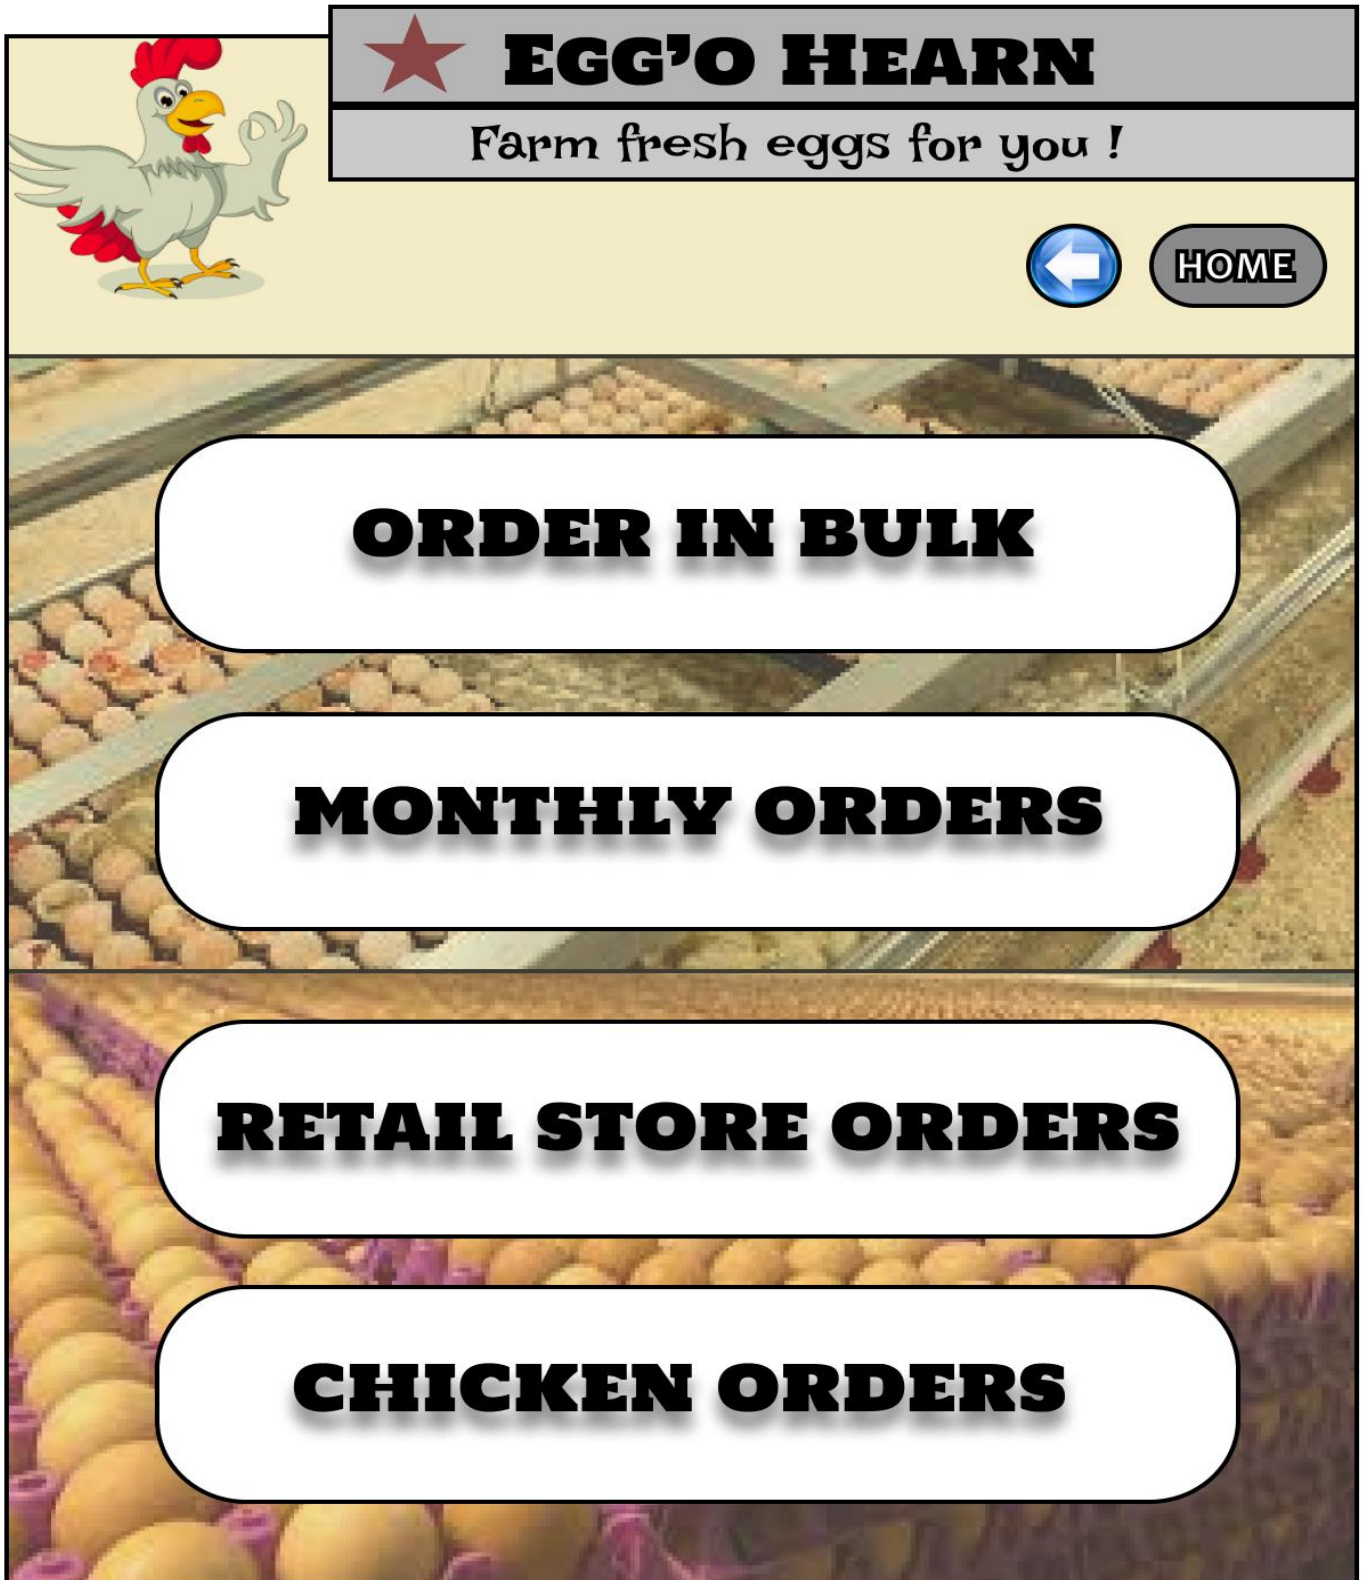 Egg'o Hearn
Farm fresh eggs for you !
HOME
ORDER IN BULK
MONTHLY ORDERS
RETAIL STORE ORDERS
CHICKEN ORDERS